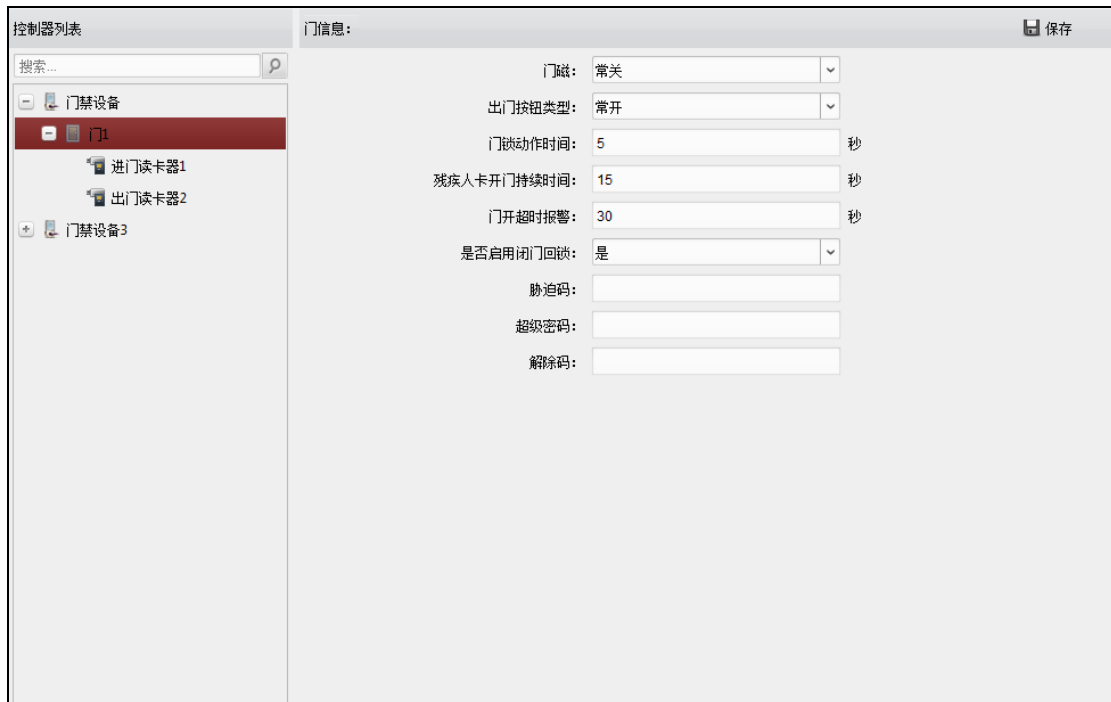 控制器列表
搜索...
门禁设备
门1
进门读卡器1
出门读卡器2
门禁设备3
门信息：
保存
门磁： 常关
出门按钮类型： 常开
门锁动作时间： 5 秒
残疾人卡开门持续时间： 15 秒
门开超时报警： 30 秒
是否启用闭门回锁： 是
胁迫码：
超级密码：
解除码：